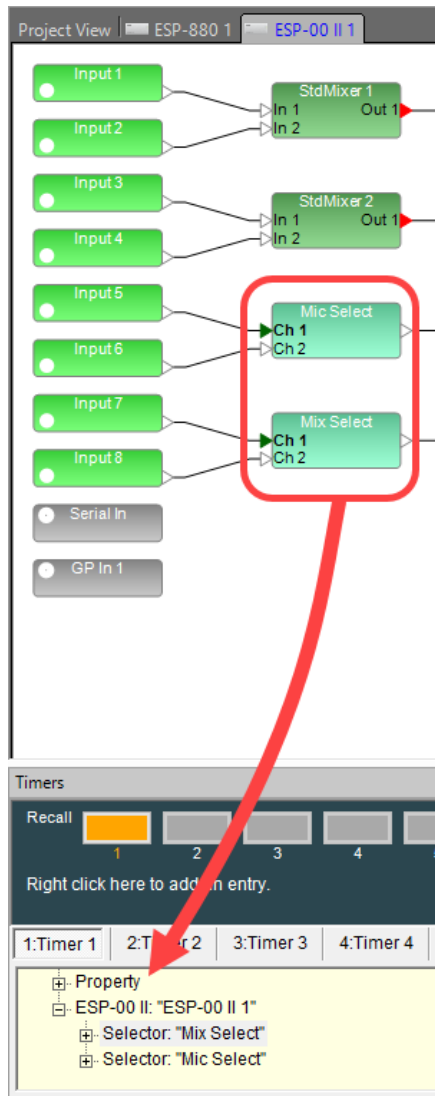 Project View ESP-880 1 ESP-00 II 1
Input 1
StdMixer 1
In 1 Out 1
Input 2
In 2
Input 3
StdMixer 2
In 1 Out 1
Input 4
In 2
Input 5
Mic Select
Ch 1
Input 6
Ch 2
Input 7
Mix Select
Ch 1
Input 8
Ch 2
Serial In
GP In 1
Timers
Recall
1 2 3 4
Right click here to add an entry.
1:Timer 1 2:Timer 2 3:Timer 3 4:Timer 4
Property
ESP-00 II: "ESP-00 II 1"
Selector: "Mix Select"
Selector: "Mic Select"